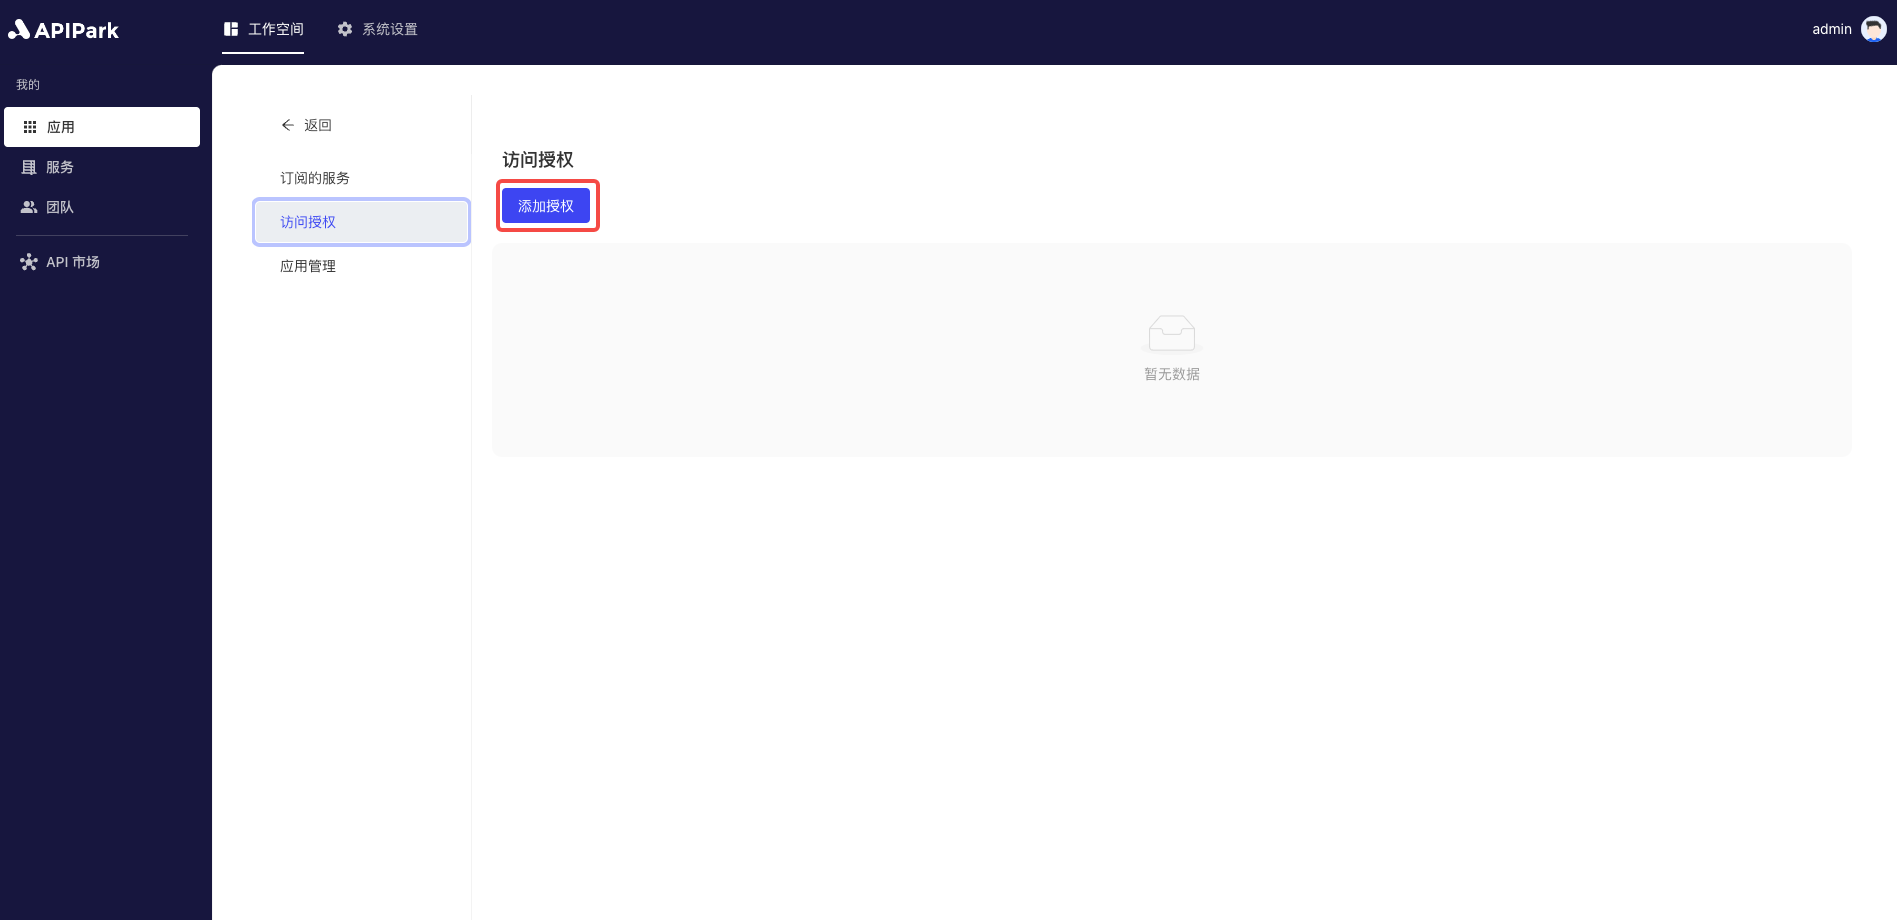 APIPark
工作空间
系统设置
admin
我的
应用
服务
团队
API 市场
返回
订阅的服务
访问授权
应用管理
访问授权
添加授权
暂无数据